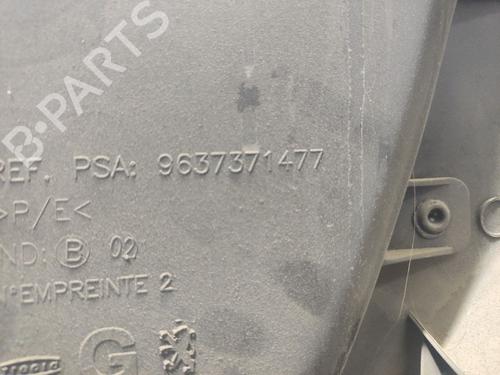 B-PARTS
REF. PSA: 9637371477
>P/E<
IND: B 02
N° EMPREINTE 2
G